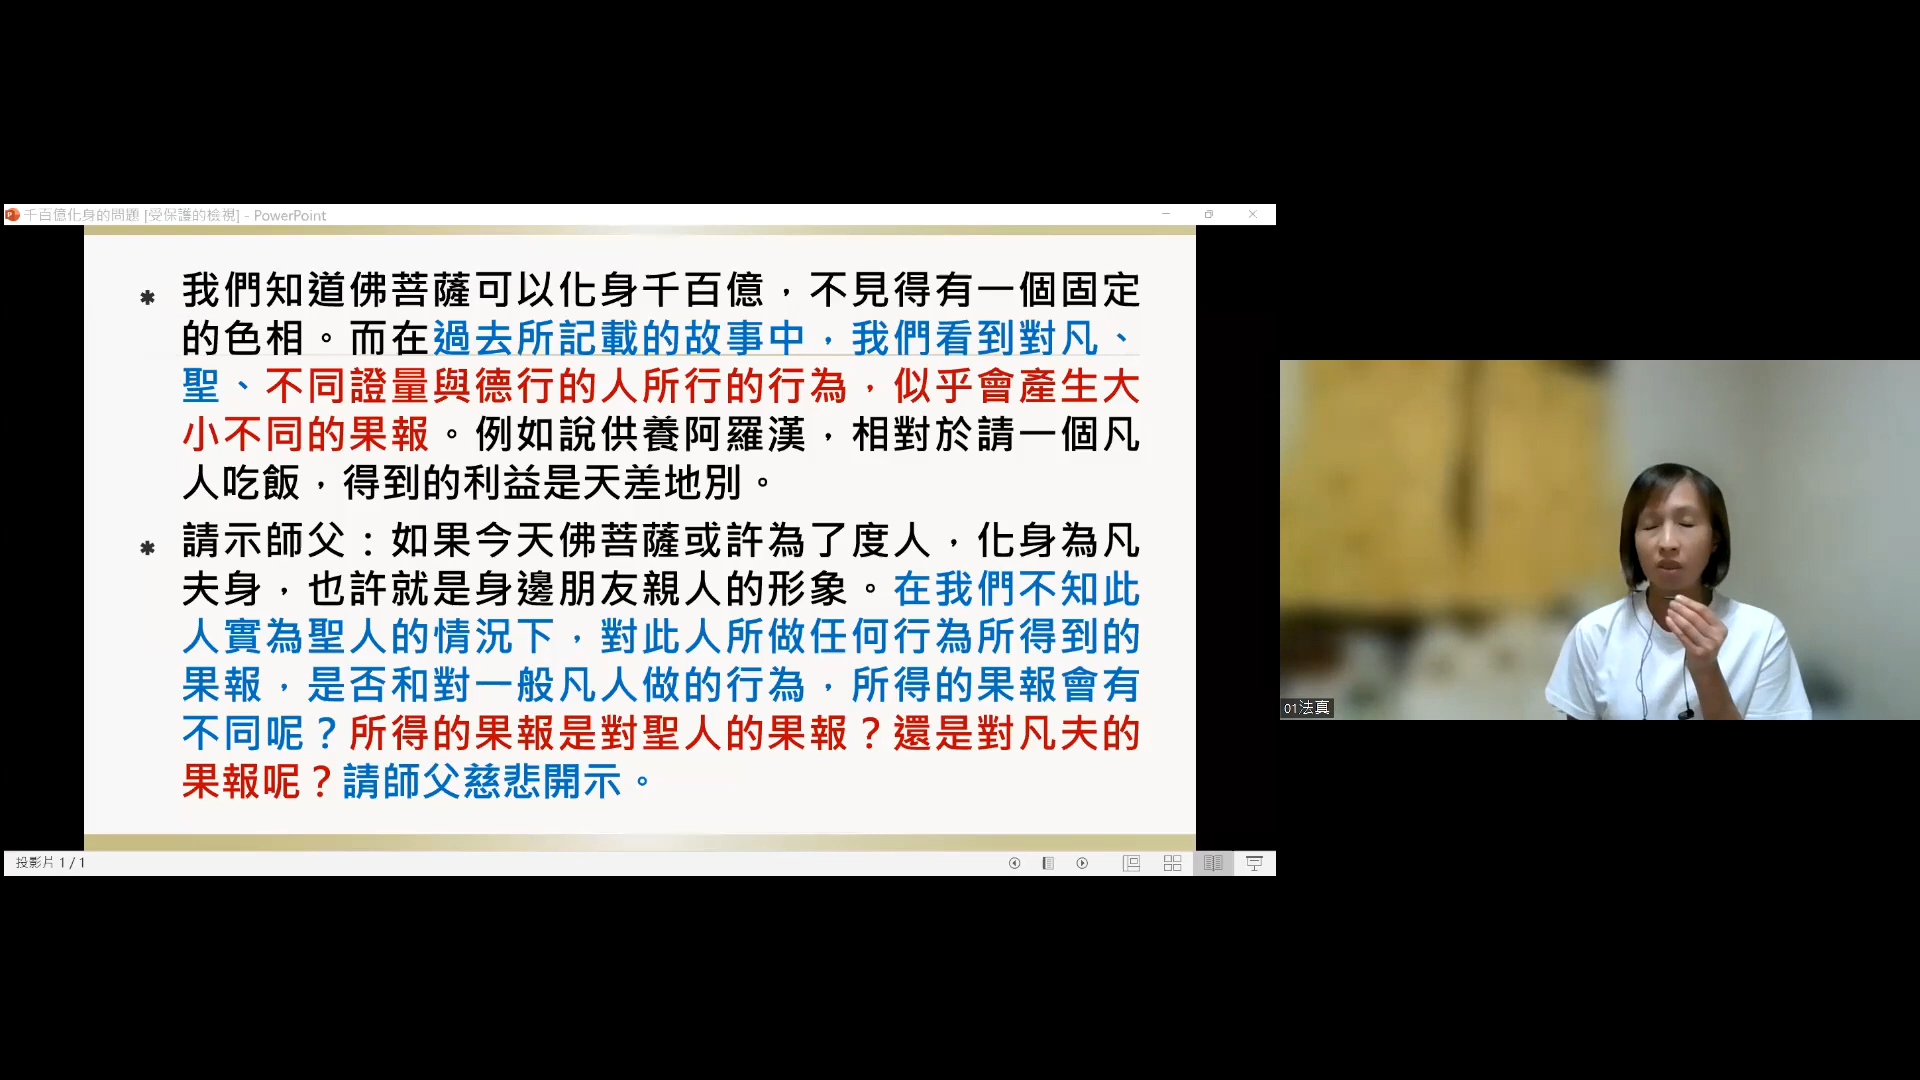 千百億化身的問題 [受保護的檢視] - PowerPoint
* 我們知道佛菩薩可以化身千百億，不見得有一個固定
的色相。而在過去所記載的故事中，我們看到對凡、
聖、不同證量與德行的人所行的行為，似乎會產生大
小不同的果報。例如說供養阿羅漢，相對於請一個凡
人吃飯，得到的利益是天差地別。
* 請示師父：如果今天佛菩薩或許為了度人，化身為凡
夫身，也許就是身邊朋友親人的形象。在我們不知此
人實為聖人的情況下，對此人所做任何行為所得到的
果報，是否和對一般凡人做的行為，所得的果報會有
不同呢？所得的果報是對聖人的果報？還是對凡夫的
果報呢？請師父慈悲開示。
01法真
投影片 1 / 1